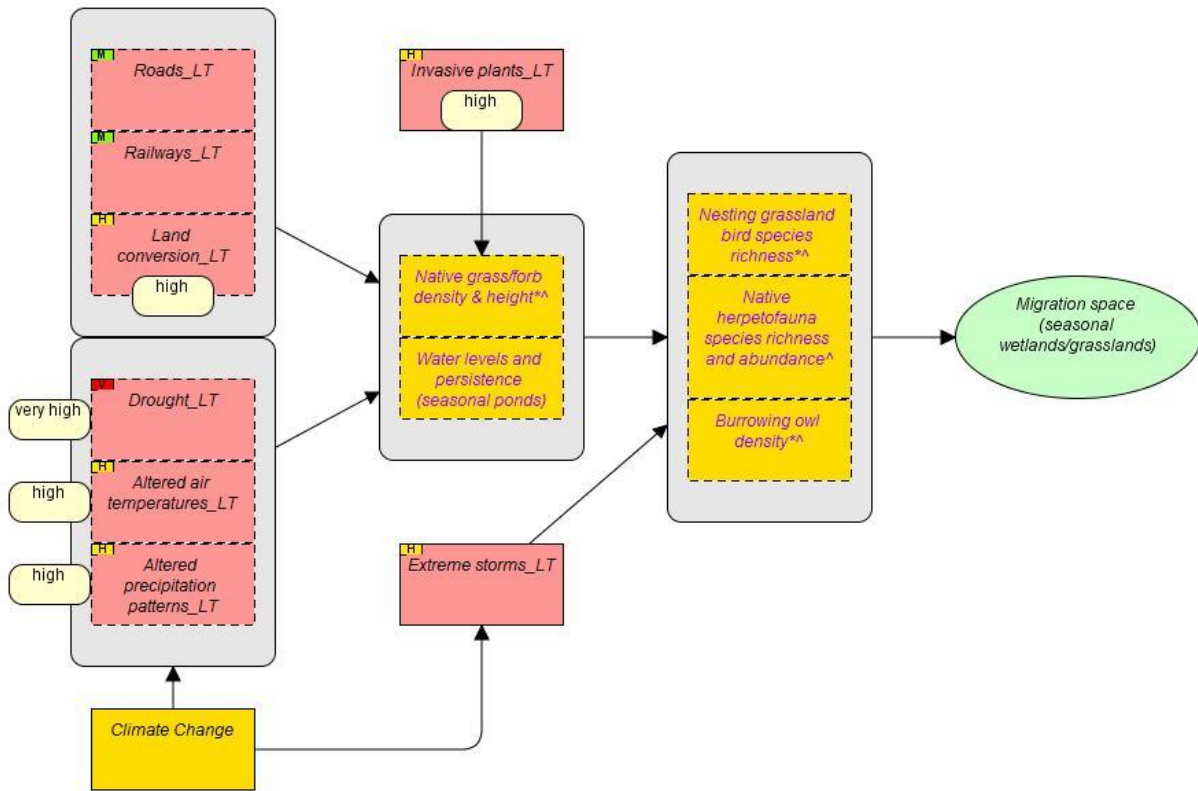 M
Roads_LT
M
Railways_LT
H
Land
conversion_LT
high
H
Invasive plants_LT
high
Native grass/forb
density & height*^
Water levels and
persistence
(seasonal ponds)
Nesting grassland
bird species
richness*^
Native
herpetofauna
species richness
and abundance^
Burrowing owl
density*^
Migration space
(seasonal
wetlands/grasslands)
V
Drought_LT
very high
H
Altered air
temperatures_LT
high
H
Altered
precipitation
patterns_LT
high
H
Extreme storms_LT
Climate Change